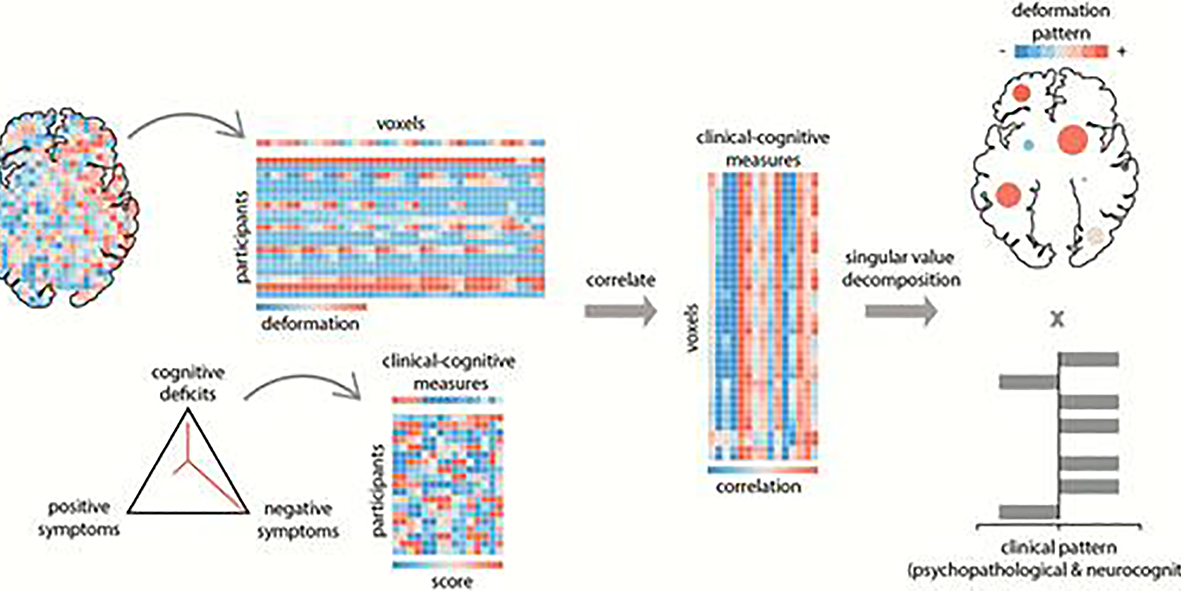 deformation
pattern
- +
voxels
participants
deformation
clinical-cognitive
measures
voxels
correlation
correlate
singular value
decomposition
x
cognitive
deficits
positive
symptoms
negative
symptoms
clinical-cognitive
measures
participants
score
clinical pattern
(psychopathological & neurocognit